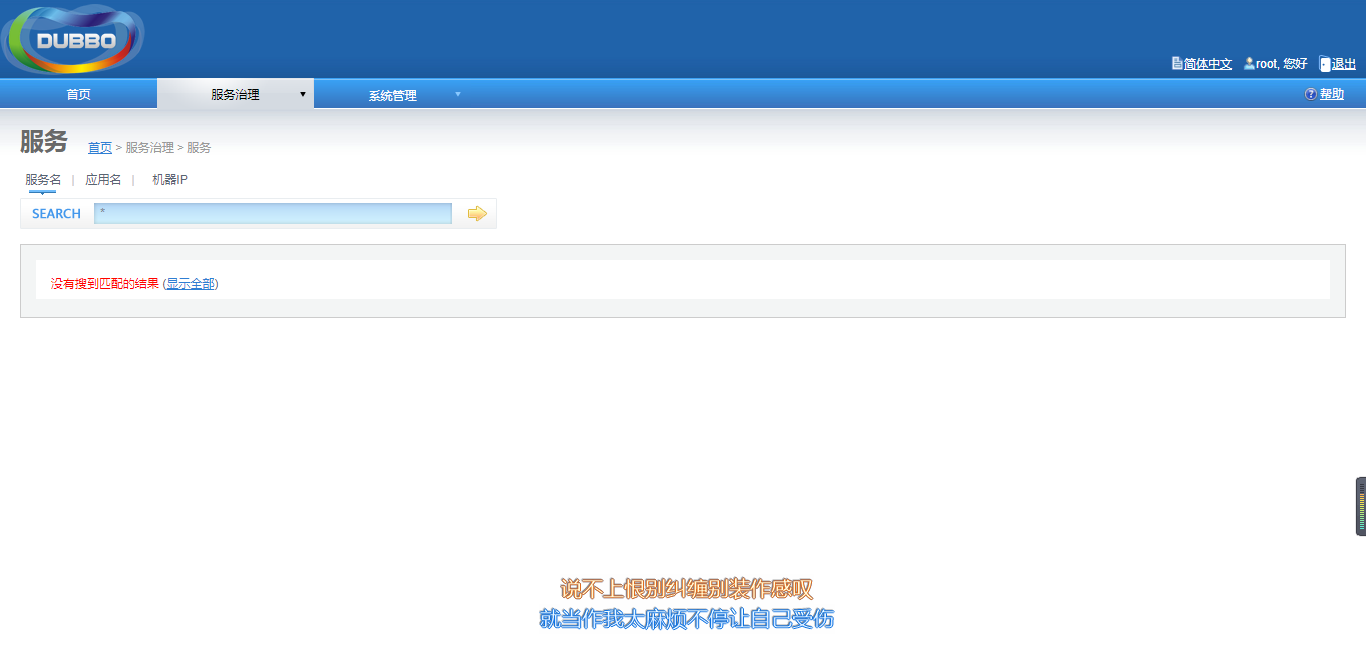 DUBBO
简体中文 root, 您好 退出
首页 服务治理 系统管理 帮助
服务 首页 > 服务治理 > 服务
服务名 | 应用名 | 机器IP
SEARCH *
没有搜到匹配的结果 (显示全部)
说不上恨别纠缠别装作感叹
就当作我太麻烦不停让自己受伤